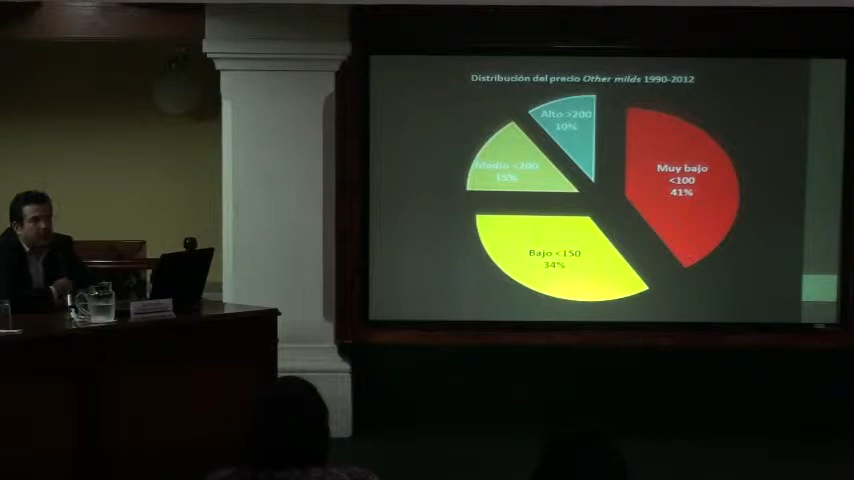 Distribución del precio Other milds 1990-2012
Alto >200
10%
Medio <200
15%
Muy bajo
<100
41%
Bajo <150
34%